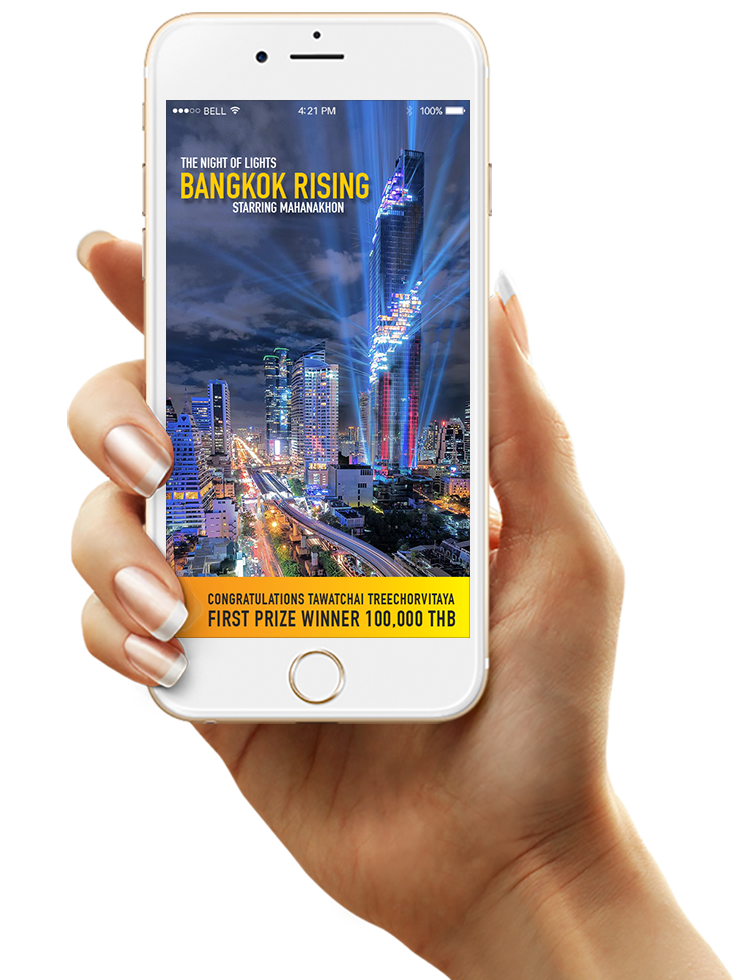 BELL 4:21 PM 100%
THE NIGHT OF LIGHTS
BANGKOK RISING
STARRING MAHANAKHON
CONGRATULATIONS TAWATCHAI TREECHORVITAYA
FIRST PRIZE WINNER 100,000 THB